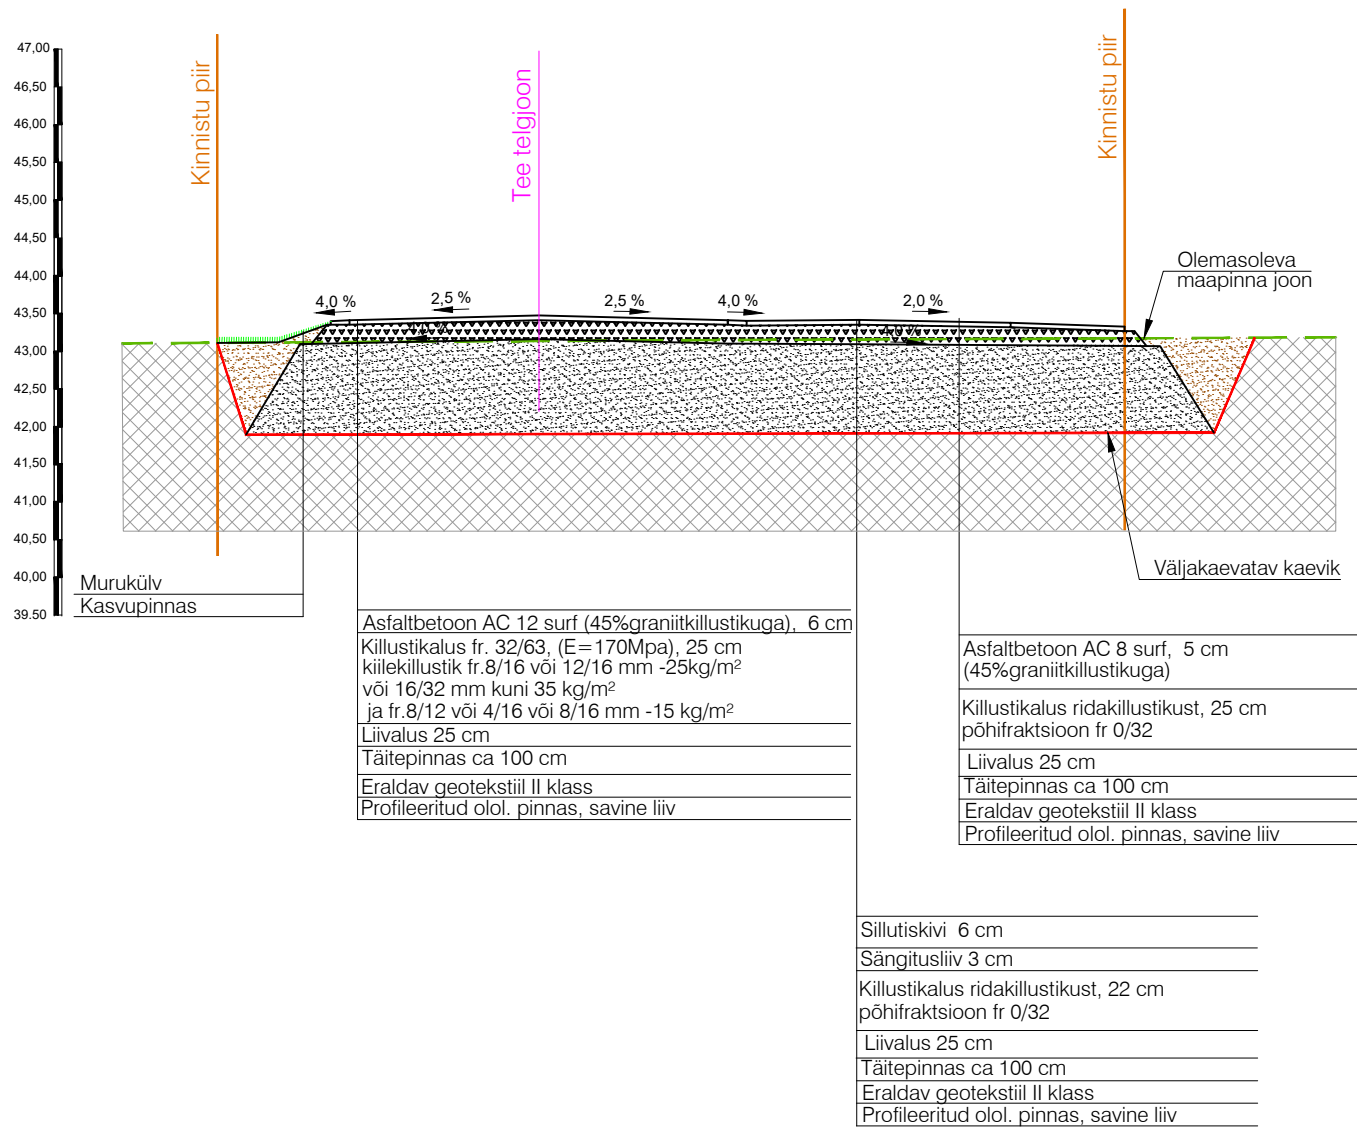 47,00
46,50
46,00
45,50
45,00
44,50
44,00
43,50
43,00
42,50
42,00
41,50
41,00
40,50
40,00
39.50
Kinnistu piir
Tee telgjoon
Kinnistu piir
Olemasoleva
maapinna joon
4,0 %
2,5 %
2,5 %
4,0 %
2,0 %
4,0 %
4,0 %
Väljakaevatav kaevik
Murukülv
Kasvupinnas
Asfaltbetoon AC 12 surf (45%graniitkillustikuga), 6 cm
Killustikalus fr. 32/63, (E=170Mpa), 25 cm
kiilekillustik fr.8/16 või 12/16 mm -25kg/m²
või 16/32 mm kuni 35 kg/m²
ja fr.8/12 või 4/16 või 8/16 mm -15 kg/m²
Liivalus 25 cm
Täitepinnas ca 100 cm
Eraldav geotekstiil II klass
Profileeritud olol. pinnas, savine liiv
Asfaltbetoon AC 8 surf, 5 cm
(45%graniitkillustikuga)
Killustikalus ridakillustikust, 25 cm
põhifraktsioon fr 0/32
Liivalus 25 cm
Täitepinnas ca 100 cm
Eraldav geotekstiil II klass
Profileeritud olol. pinnas, savine liiv
Sillutiskivi 6 cm
Sängitusliiv 3 cm
Killustikalus ridakillustikust, 22 cm
põhifraktsioon fr 0/32
Liivalus 25 cm
Täitepinnas ca 100 cm
Eraldav geotekstiil II klass
Profileeritud olol. pinnas, savine liiv